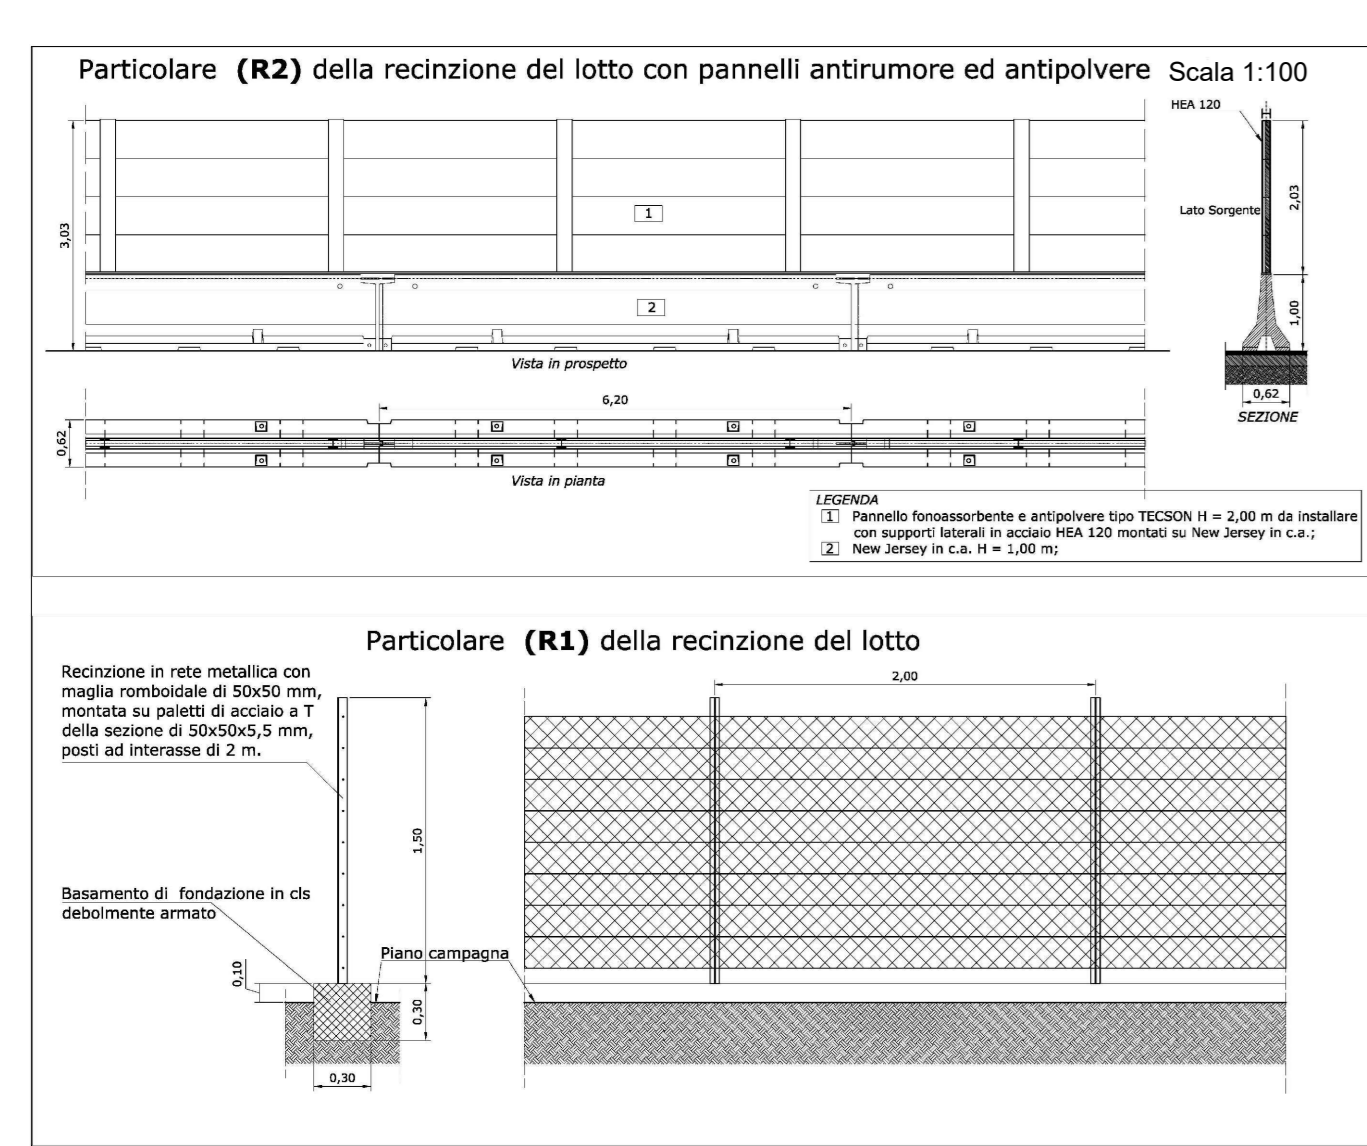 Particolare (R2) della recinzione del lotto con pannelli antirumore ed antipolvere Scala 1:100
HEA 120
3,03
1
2,03
Lato Sorgente
2
1,00
Vista in prospetto
0,62
SEZIONE
6,20
0,62
Vista in pianta
LEGENDA
1 Pannello fonoassorbente e antipolvere tipo TECSON H = 2,00 m da installare
con supporti laterali in acciaio HEA 120 montati su New Jersey in c.a.;
2 New Jersey in c.a. H = 1,00 m;
Particolare (R1) della recinzione del lotto
Recinzione in rete metallica con
maglia romboidale di 50x50 mm,
montata su paletti di acciaio a T
della sezione di 50x50x5,5 mm,
posti ad interasse di 2 m.
2,00
1,50
Basamento di fondazione in cls
debolmente armato
Piano campagna
0,10
0,30
0,30